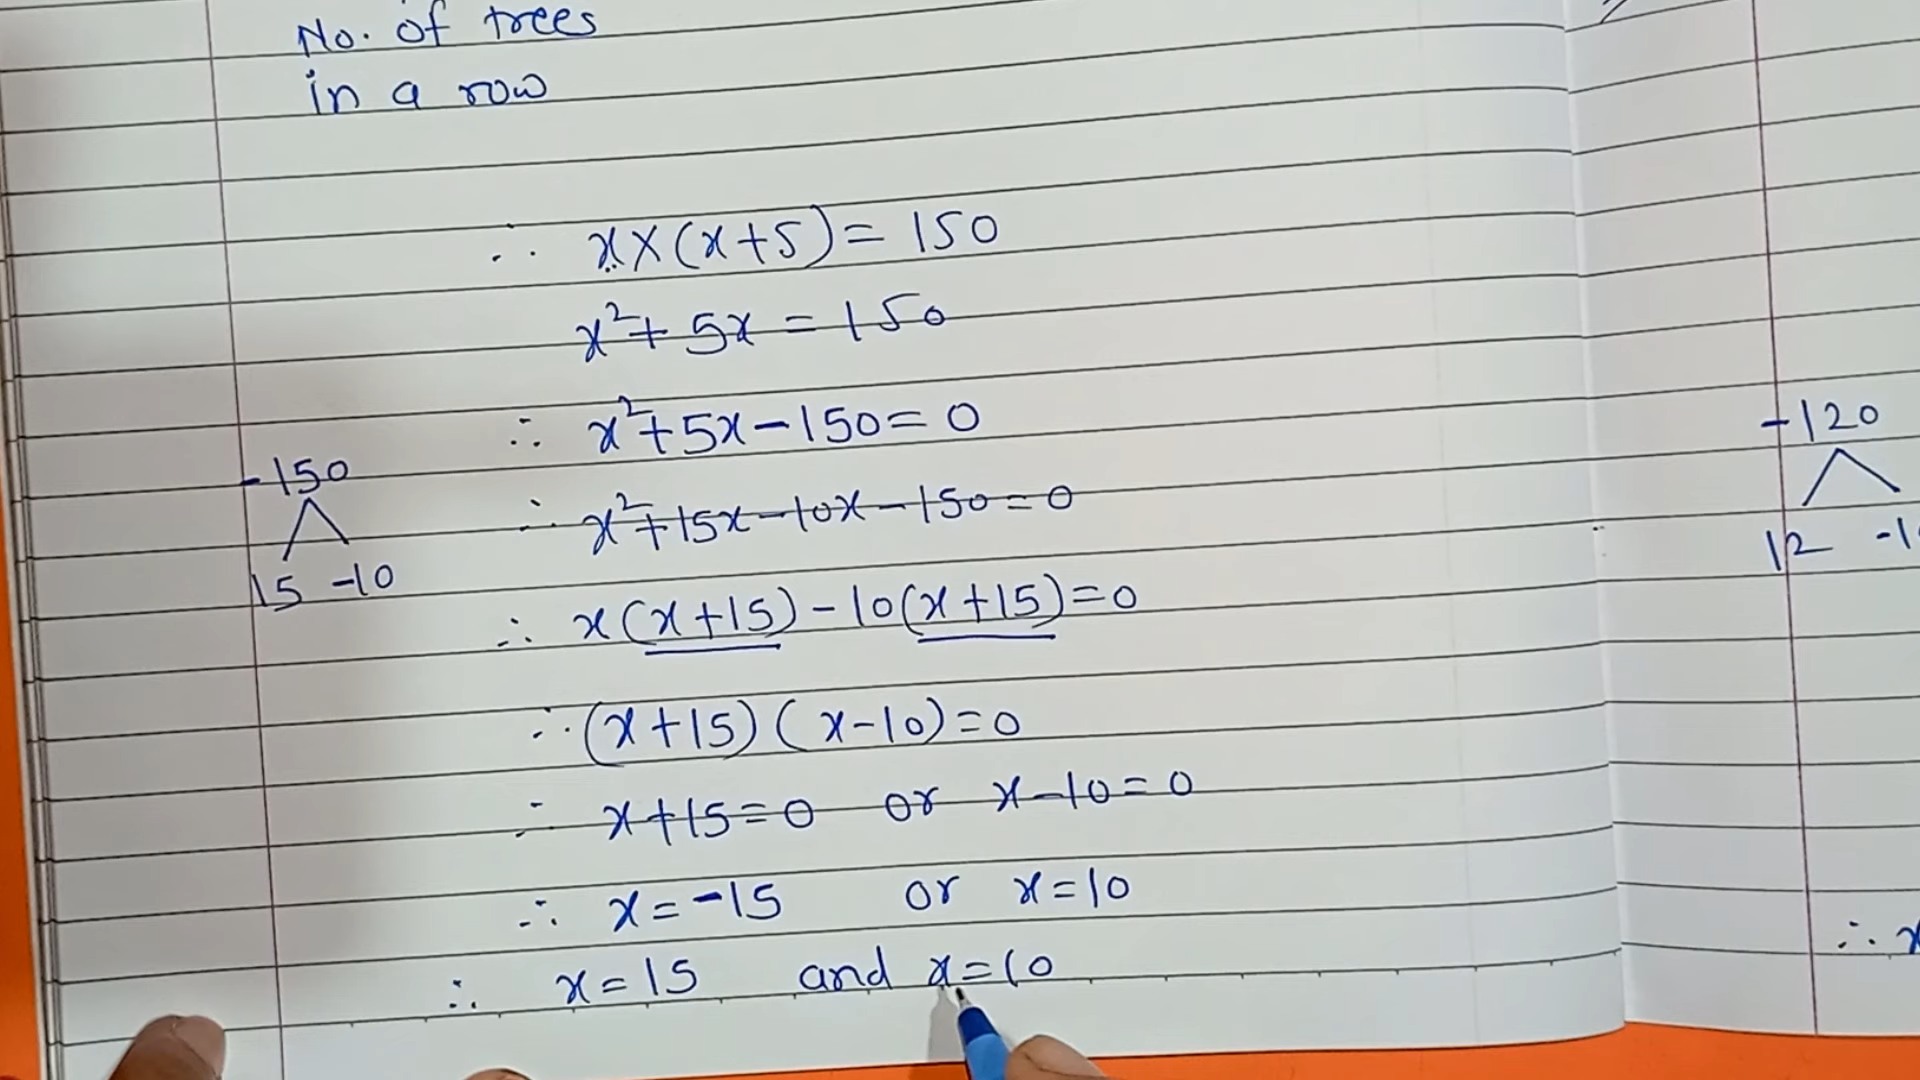 No. of trees
in a row
∴ x×(x+5)=150
x²+5x=150
∴ x²+5x-150=0
-150
15 -10
∴ x²+15x-10x-150=0
∴ x(x+15)-10(x+15)=0
∴ (x+15)(x-10)=0
∴ x+15=0 or x-10=0
∴ x=-15 or x=10
∴ x=15 and x=10
-120
12 -1
∴ x